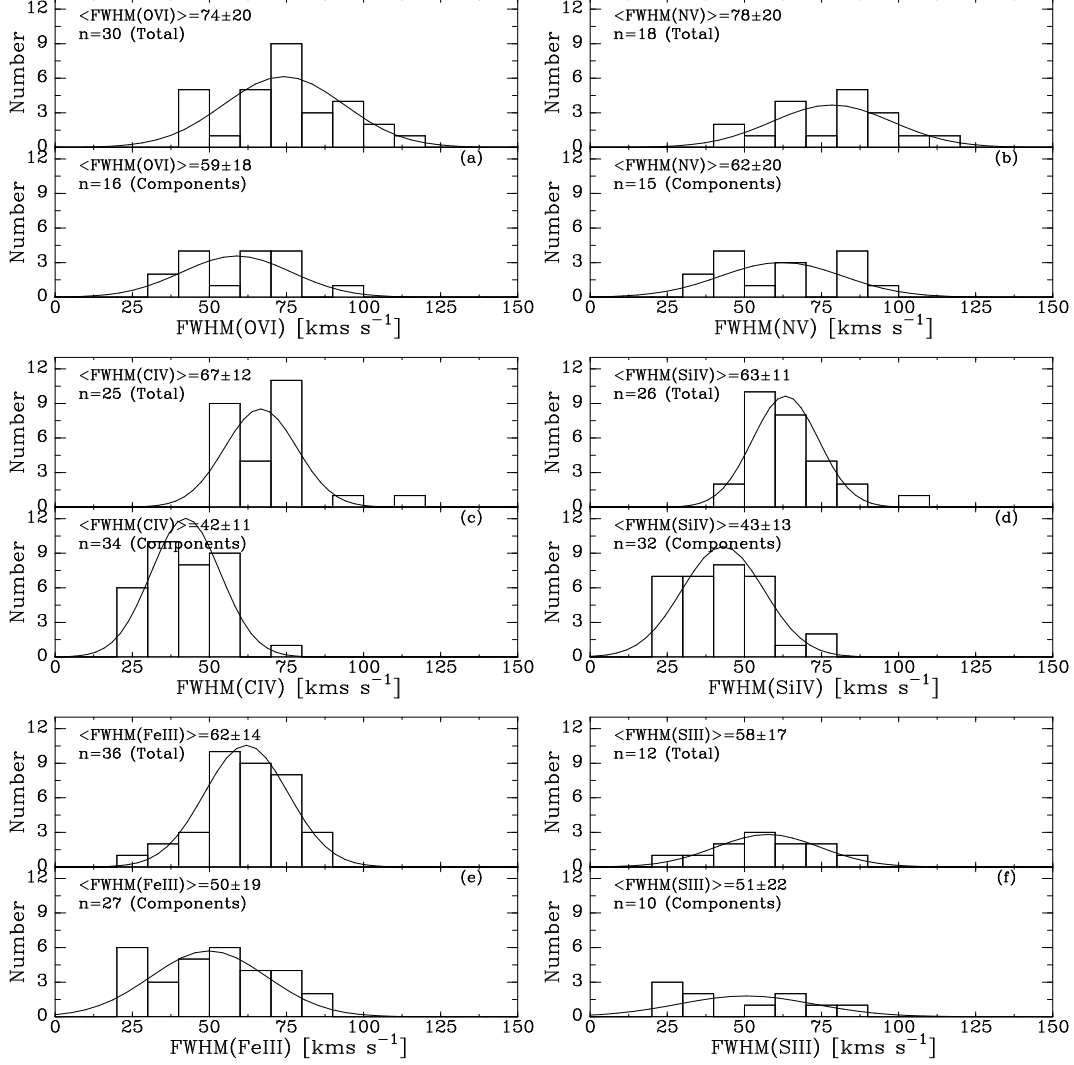 <FWHM(OVI)>=74±20
n=30 (Total)
Number
12
9
6
3
0
(a)
<FWHM(OVI)>=59±18
n=16 (Components)
Number
12
9
6
3
0
0 25 50 75 100 125 150
FWHM(OVI) [kms s−1]
<FWHM(NV)>=78±20
n=18 (Total)
Number
12
9
6
3
0
(b)
<FWHM(NV)>=62±20
n=15 (Components)
Number
12
9
6
3
0
0 25 50 75 100 125 150
FWHM(NV) [kms s−1]
<FWHM(CIV)>=67±12
n=25 (Total)
Number
12
9
6
3
0
(c)
<FWHM(CIV)>=42±11
n=34 (Components)
Number
12
9
6
3
0
0 25 50 75 100 125 150
FWHM(CIV) [kms s−1]
<FWHM(SiIV)>=63±11
n=26 (Total)
Number
12
9
6
3
0
(d)
<FWHM(SiIV)>=43±13
n=32 (Components)
Number
12
9
6
3
0
0 25 50 75 100 125 150
FWHM(SiIV) [kms s−1]
<FWHM(FeIII)>=62±14
n=36 (Total)
Number
12
9
6
3
0
(e)
<FWHM(FeIII)>=50±19
n=27 (Components)
Number
12
9
6
3
0
0 25 50 75 100 125 150
FWHM(FeIII) [kms s−1]
<FWHM(SIII)>=58±17
n=12 (Total)
Number
12
9
6
3
0
(f)
<FWHM(SIII)>=51±22
n=10 (Components)
Number
12
9
6
3
0
0 25 50 75 100 125 150
FWHM(SIII) [kms s−1]